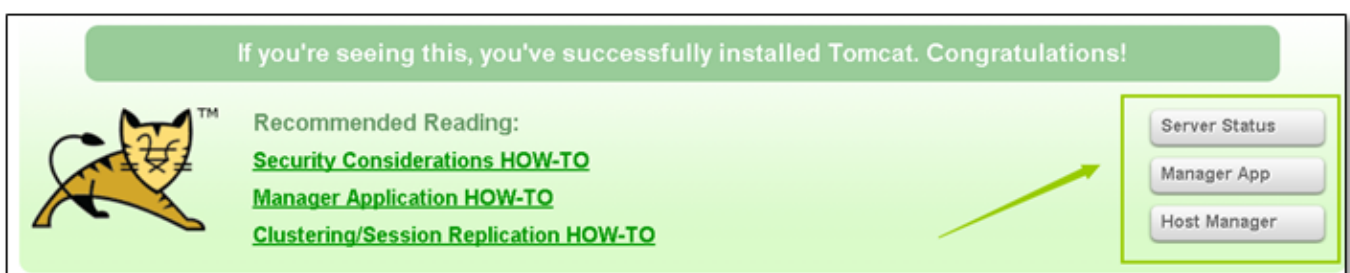 If you're seeing this, you've successfully installed Tomcat. Congratulations!
TM
Recommended Reading:
Security Considerations HOW-TO
Manager Application HOW-TO
Clustering/Session Replication HOW-TO
Server Status
Manager App
Host Manager